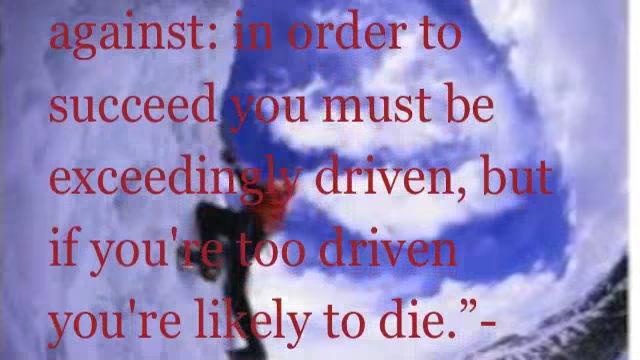 against: in order to
succeed you must be
exceedingly driven, but
if you're too driven
you're likely to die.”-